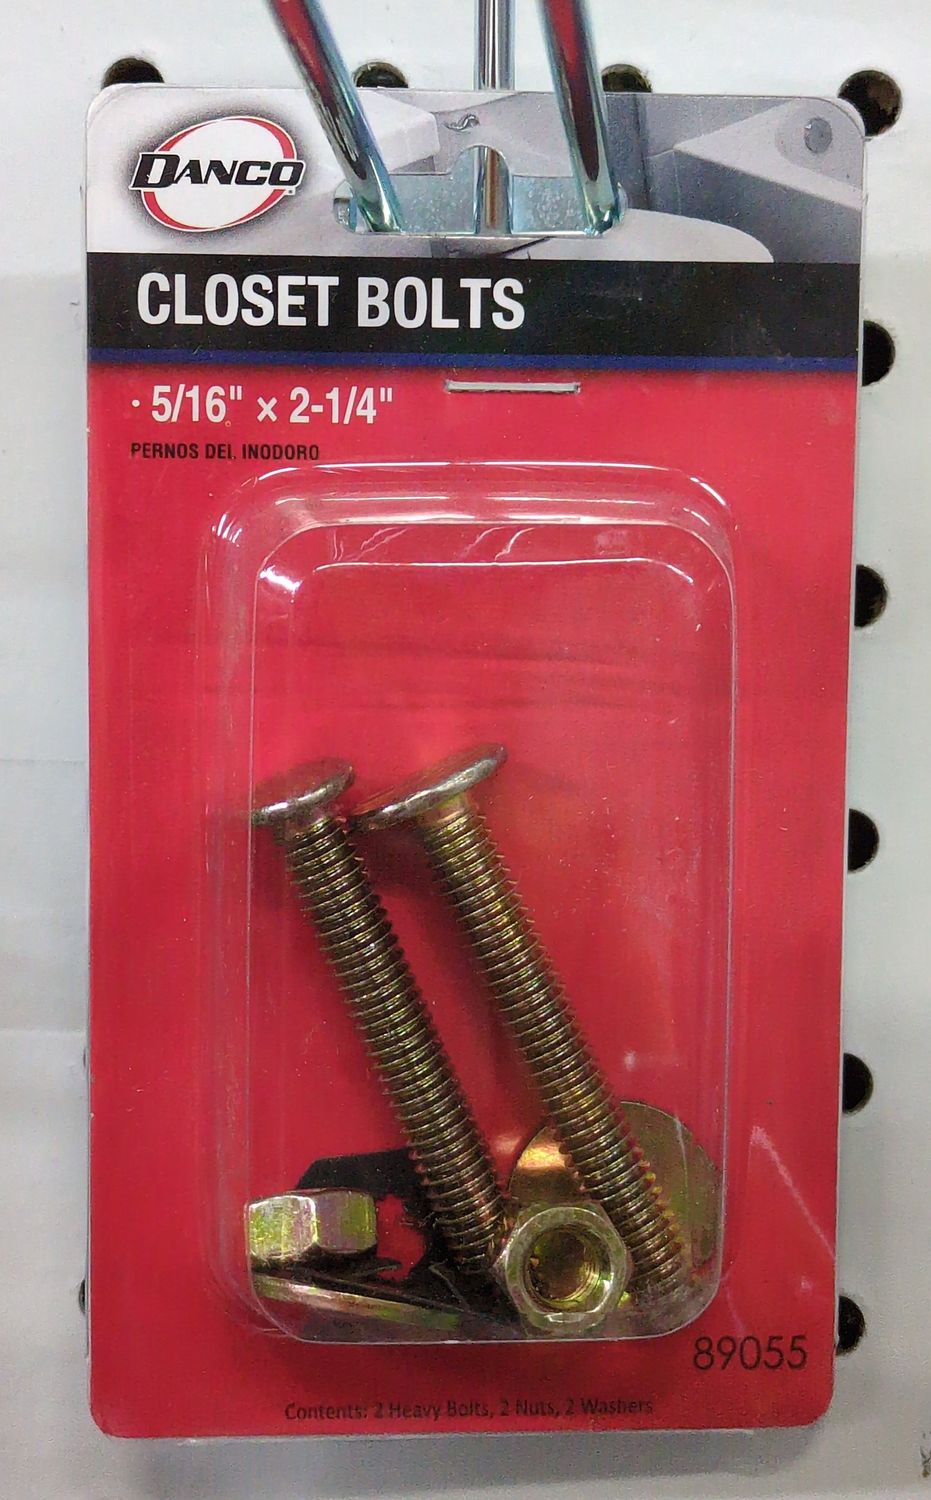 DANCO
CLOSET BOLTS
· 5/16" × 2-1/4"
PERNOS DEL INODORO
89055
Contents: 2 Heavy Bolts, 2 Nuts, 2 Washers